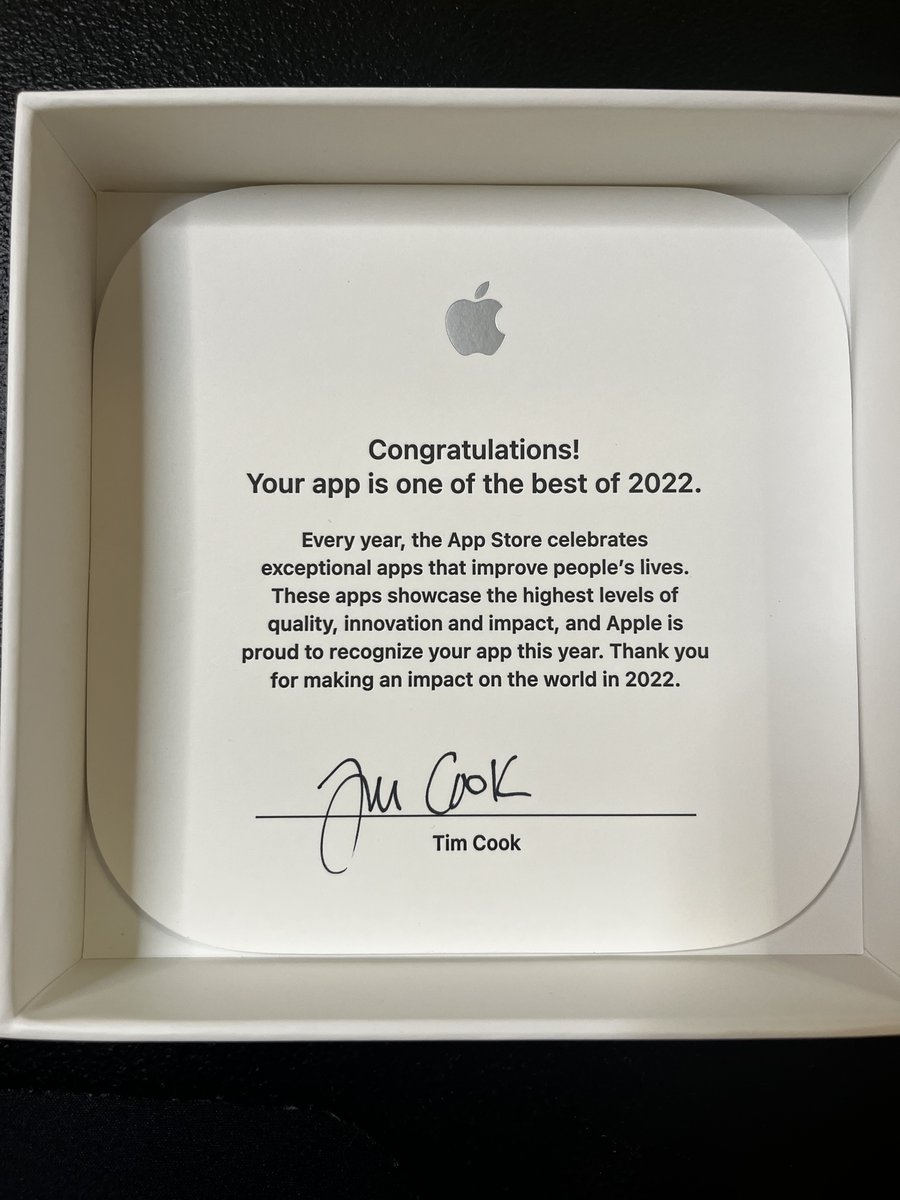 Congratulations!
Your app is one of the best of 2022.
Every year, the App Store celebrates
exceptional apps that improve people’s lives.
These apps showcase the highest levels of
quality, innovation and impact, and Apple is
proud to recognize your app this year. Thank you
for making an impact on the world in 2022.
Tim Cook
Tim Cook